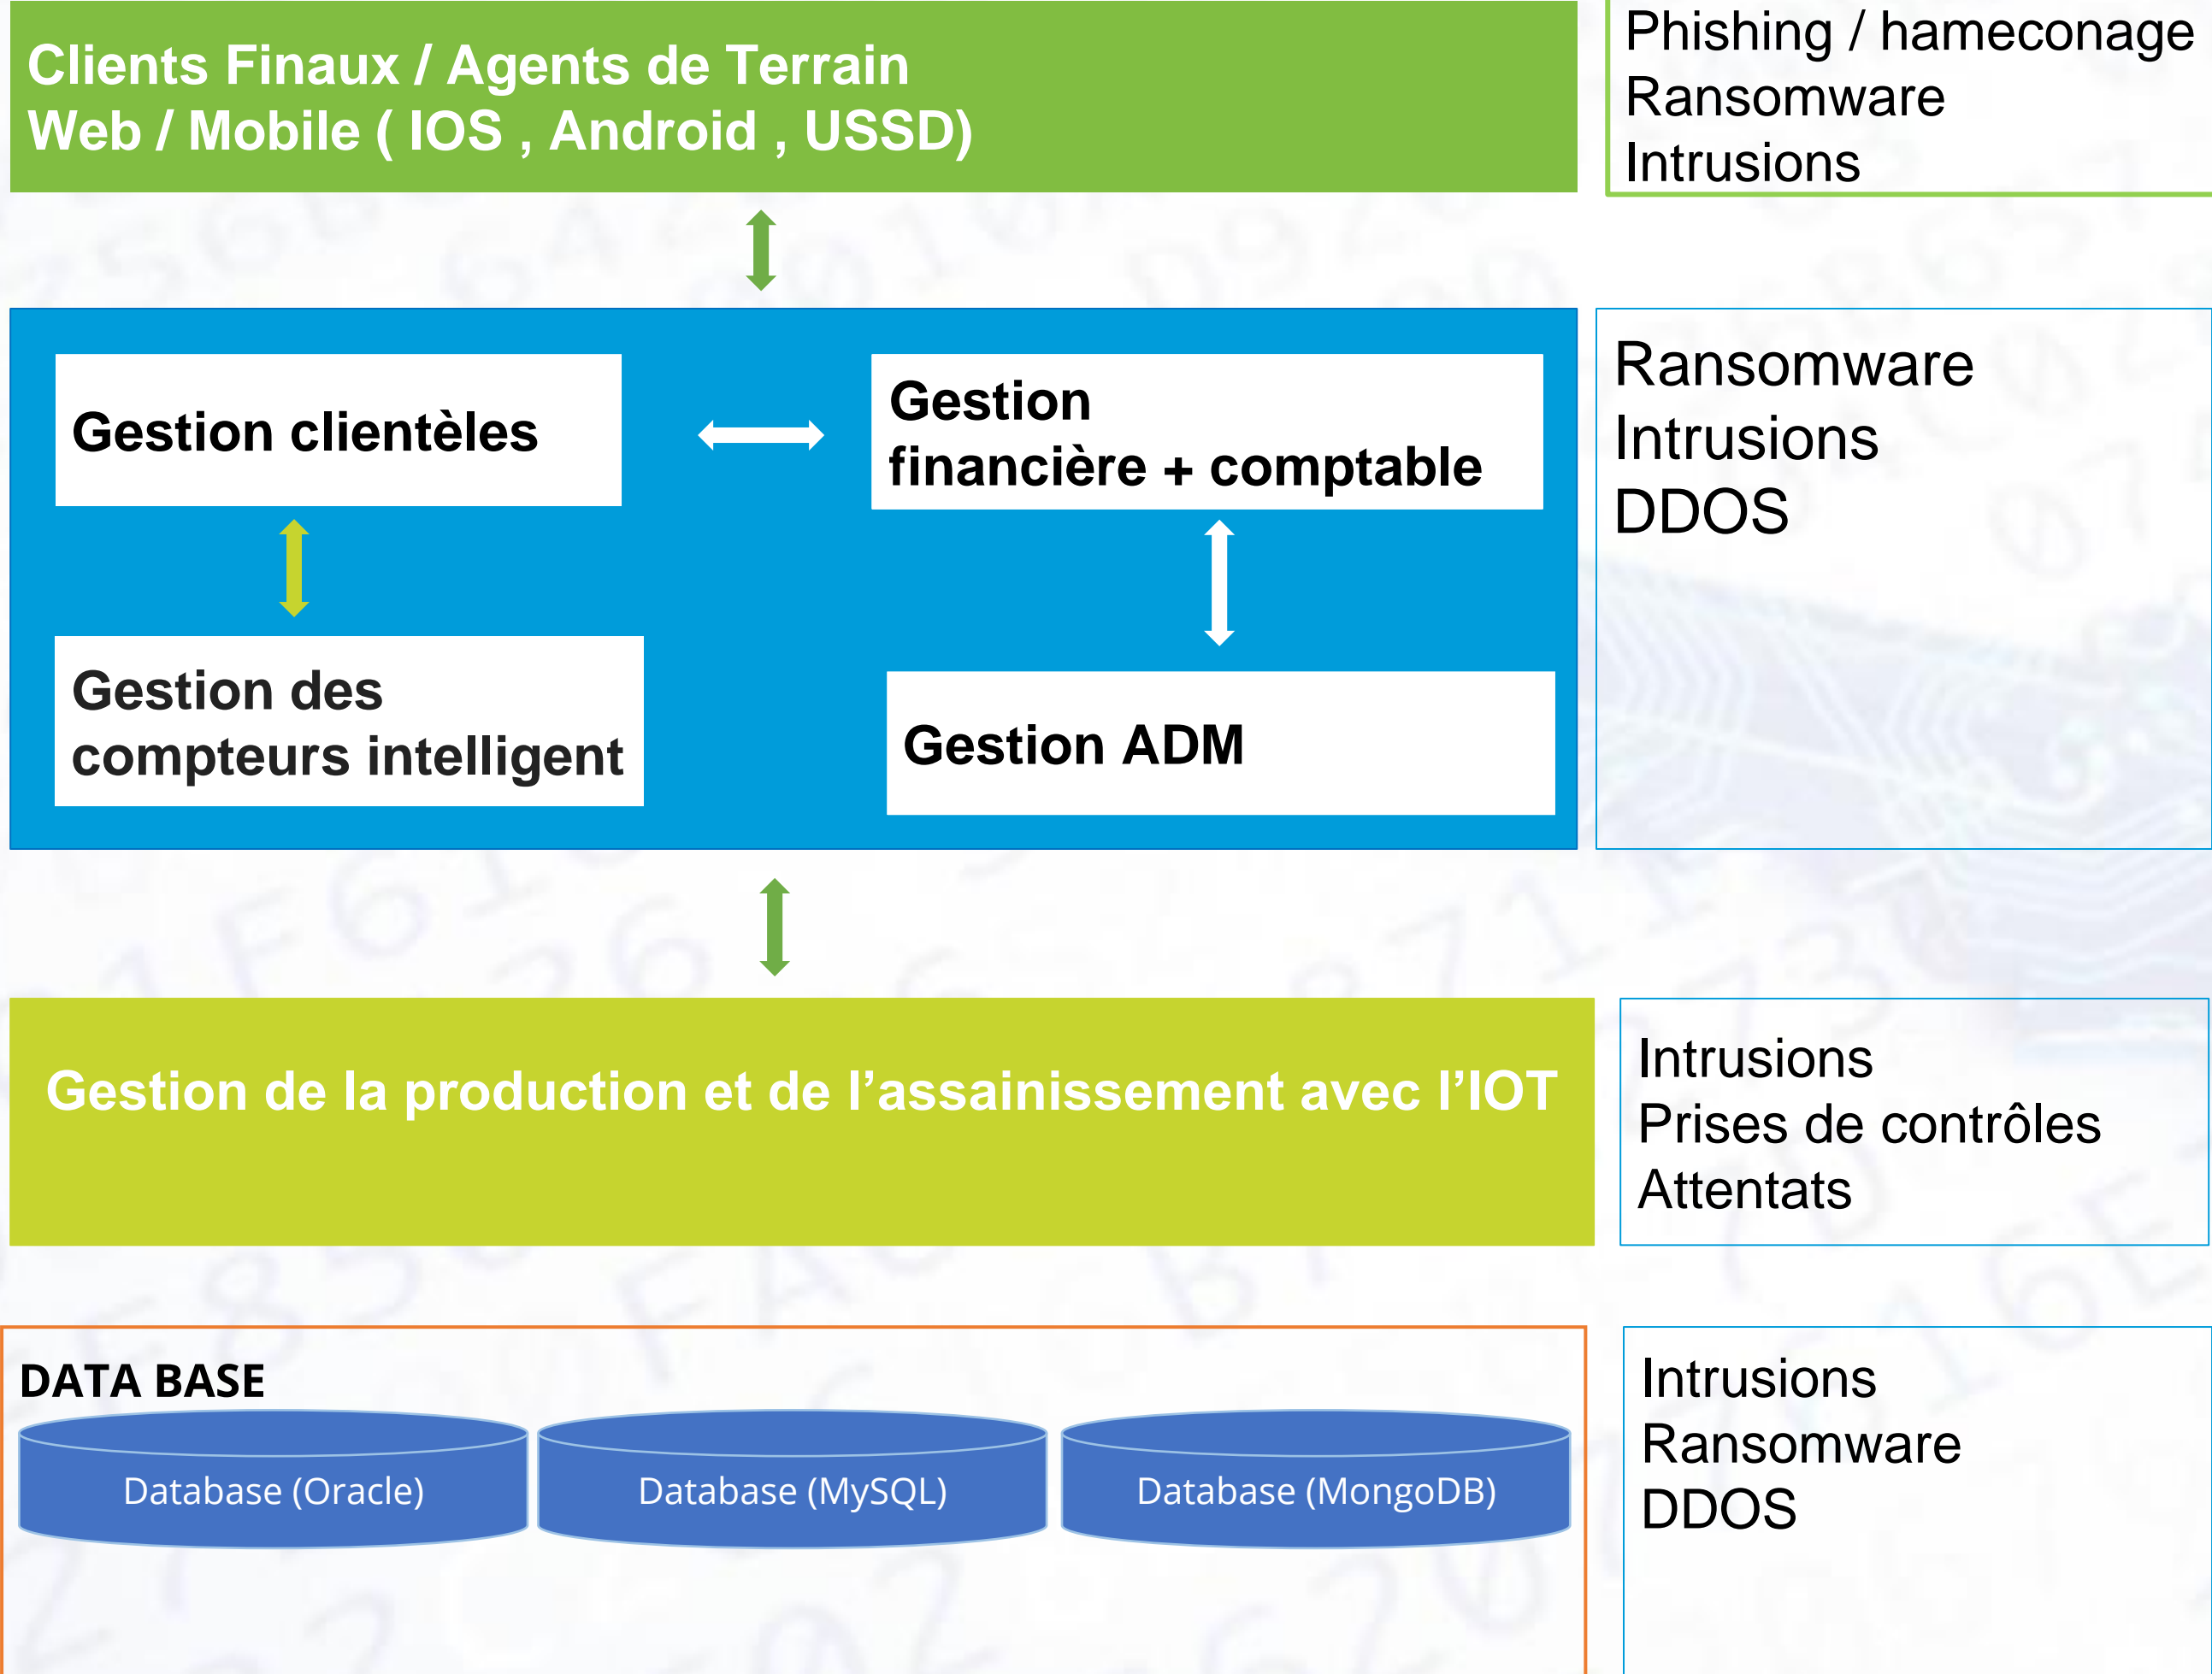 Clients Finaux / Agents de Terrain
Web / Mobile ( IOS , Android , USSD)
Phishing / hameconage
Ransomware
Intrusions
Gestion clientèles
Gestion
financière + comptable
Gestion des
compteurs intelligent
Gestion ADM
Ransomware
Intrusions
DDOS
Gestion de la production et de l’assainissement avec l’IOT
Intrusions
Prises de contrôles
Attentats
DATA BASE
Database (Oracle)
Database (MySQL)
Database (MongoDB)
Intrusions
Ransomware
DDOS